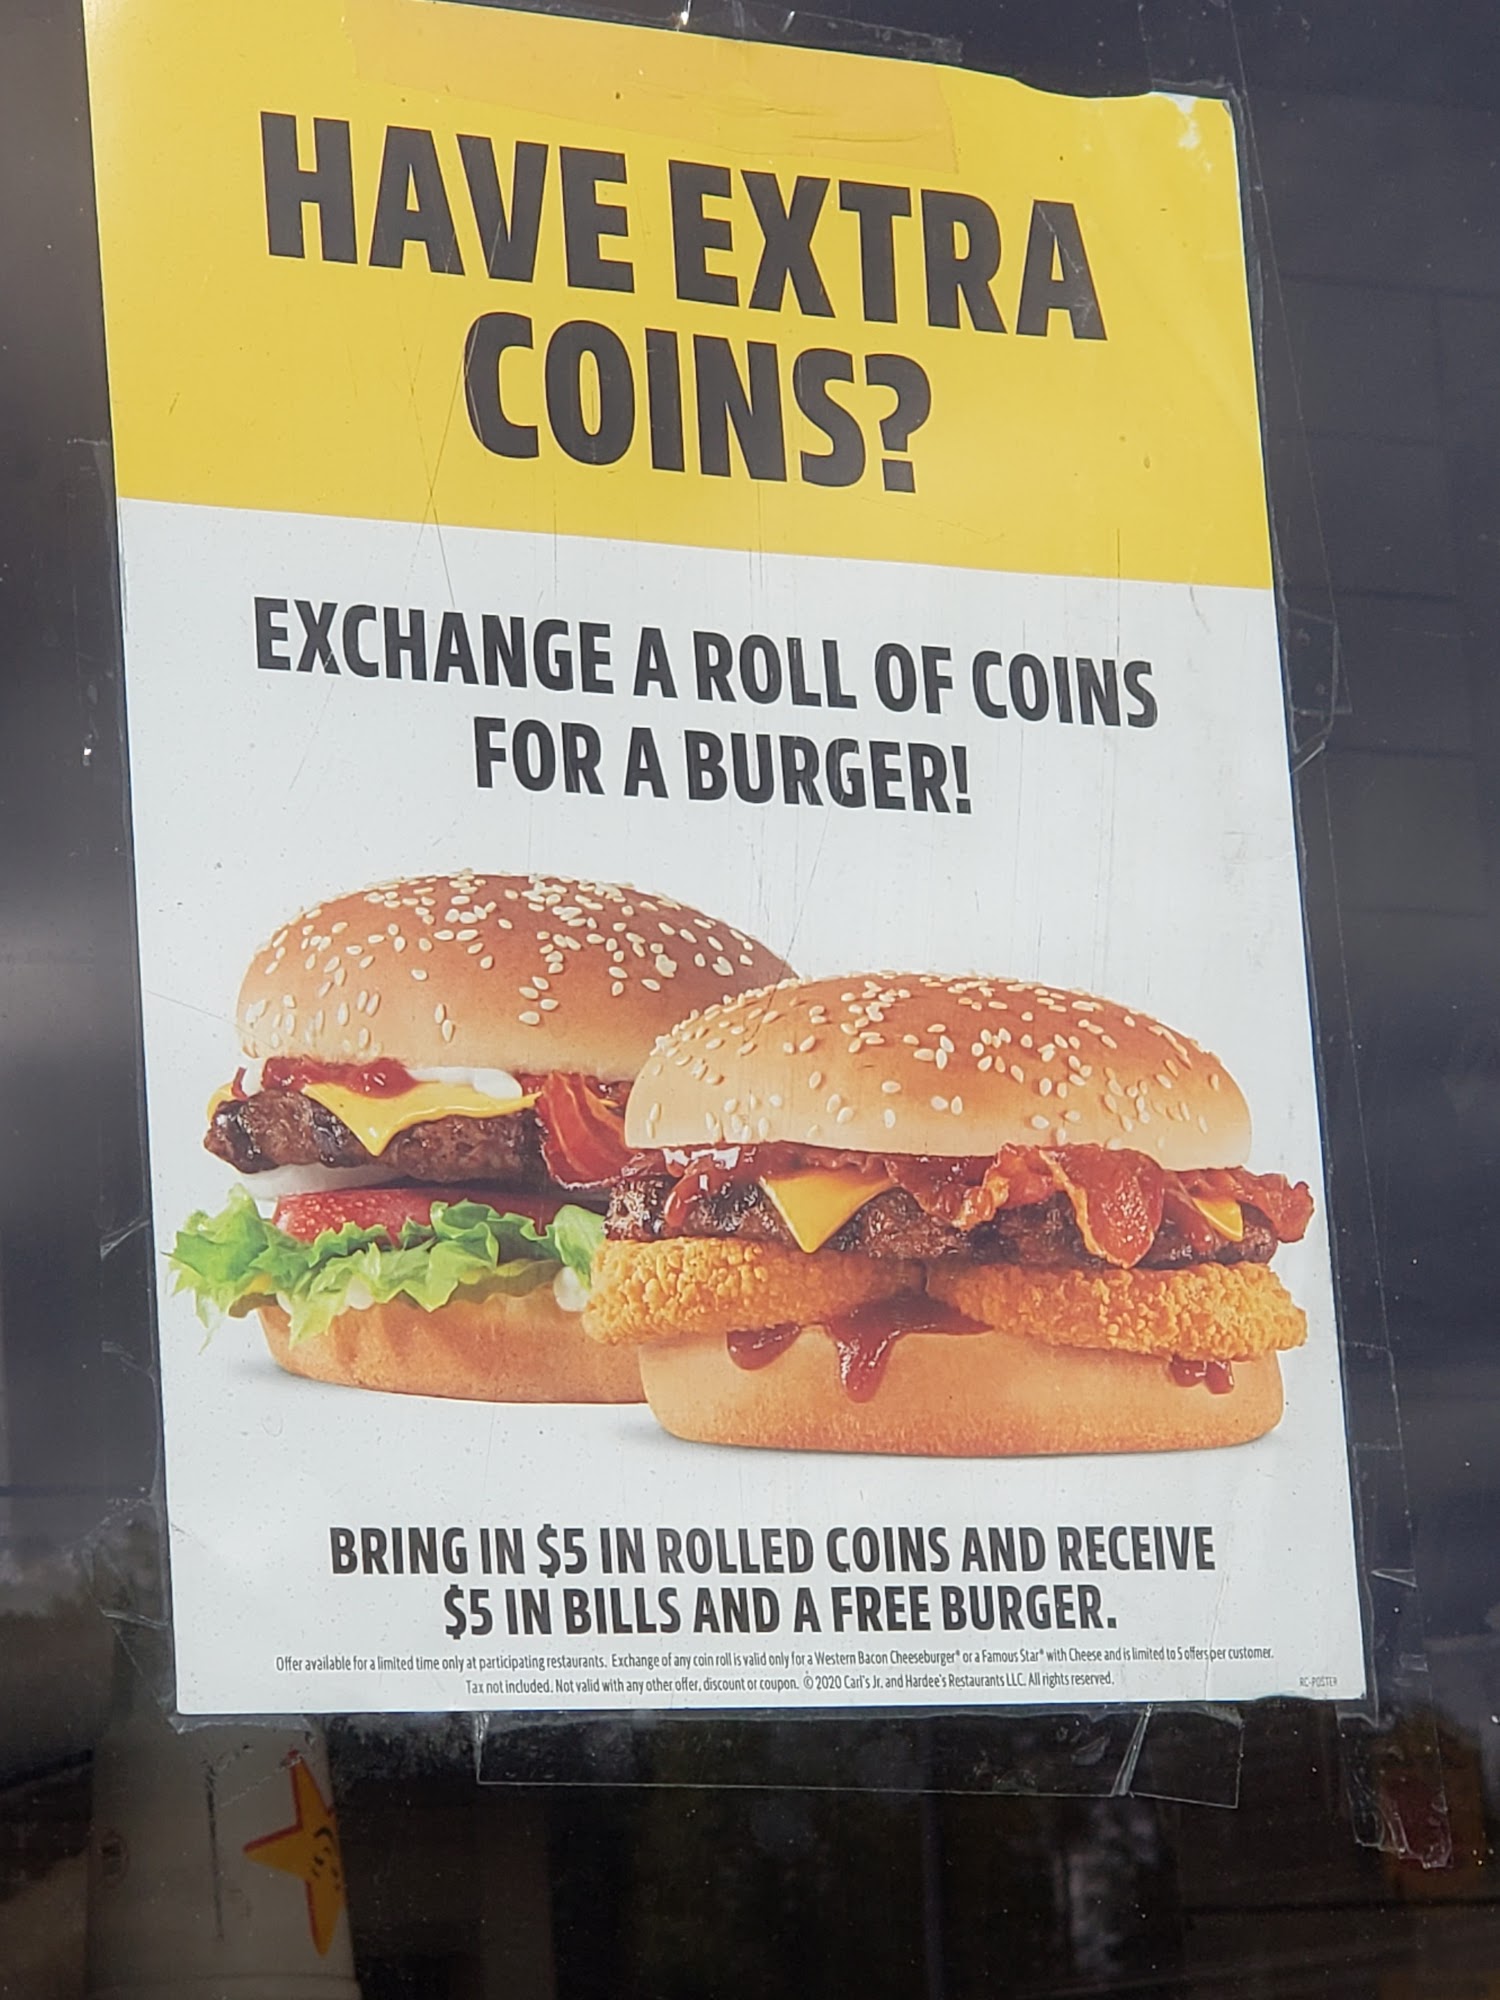 HAVE EXTRA
COINS?
EXCHANGE A ROLL OF COINS
FOR A BURGER!
BRING IN $5 IN ROLLED COINS AND RECEIVE
$5 IN BILLS AND A FREE BURGER.
Offer available for a limited time only at participating restaurants. Exchange of any coin roll is valid only for a Western Bacon Cheeseburger® or a Famous Star® with Cheese and is limited to 5 offers per customer.
Tax not included. Not valid with any other offer, discount or coupon. ©2020 Carl's Jr. and Hardee's Restaurants LLC. All rights reserved.
RC-POSTER